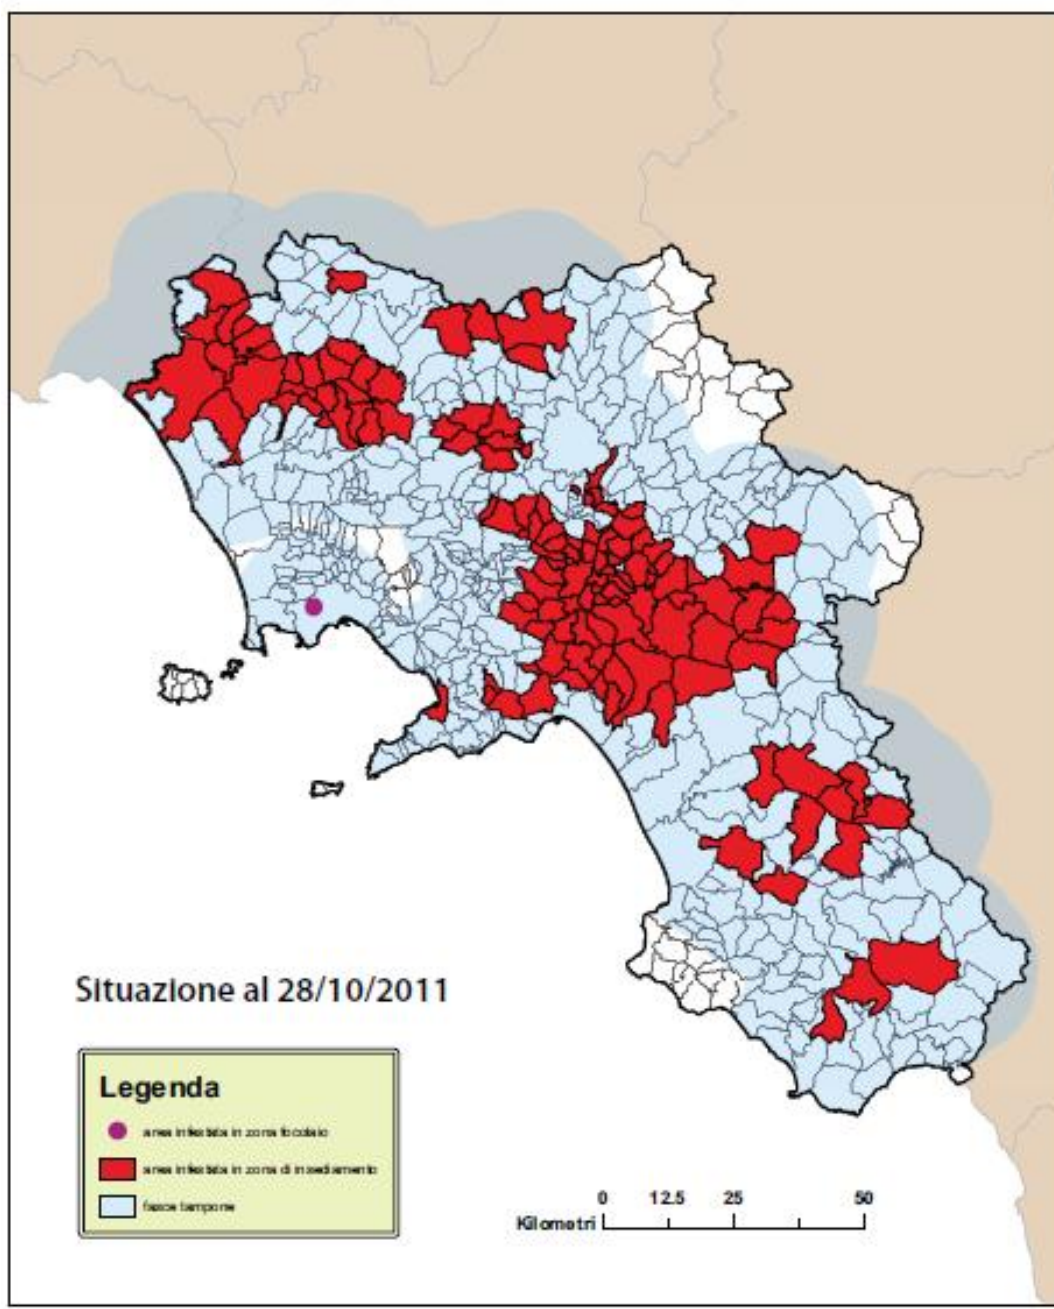 Situazione al 28/10/2011
Legenda
area infestata in zona focolaio
area infestata in zona di insediamento
fasce tampone
0 12.5 25 50
Kilometri